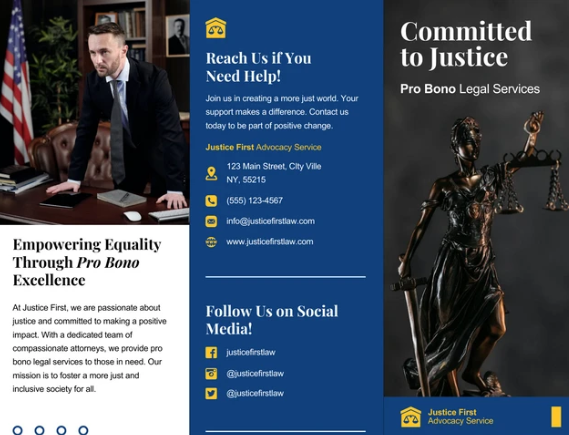 Empowering Equality
Through Pro Bono
Excellence
At Justice First, we are passionate about
justice and committed to making a positive
impact. With a dedicated team of
compassionate attorneys, we provide pro
bono legal services to those in need. Our
mission is to foster a more just and
inclusive society for all.
Reach Us if You
Need Help!
Join us in creating a more just world. Your
support makes a difference. Contact us
today to be part of positive change.
Justice First Advocacy Service
123 Main Street, CIty Ville
NY, 55215
(555) 123-4567
info@justicefirstlaw.com
www.justicefirstlaw.com
Follow Us on Social
Media!
justicefirstlaw
@justicefirstlaw
@justicefirstlaw
Committed
to Justice
Pro Bono Legal Services
Justice First
Advocacy Service